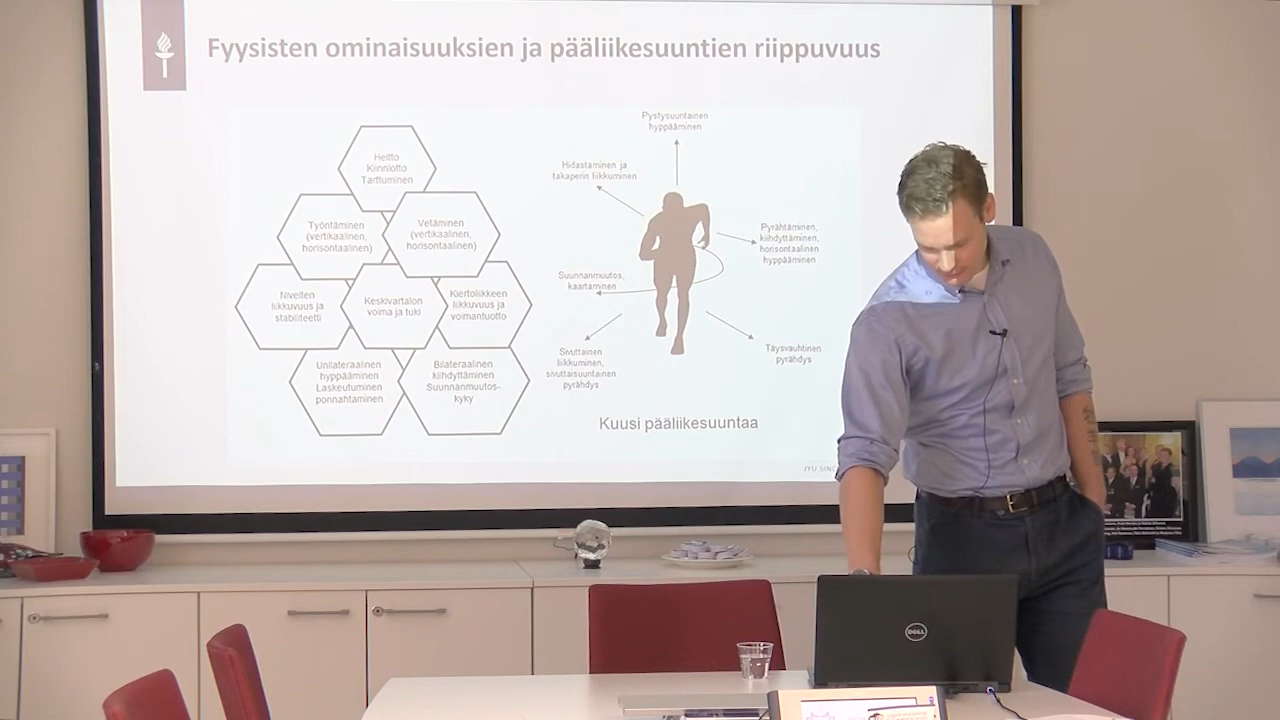 Fyysisten ominaisuuksien ja pääliikesuuntien riippuvuus
Heitto
Kiinniotto
Tarttuminen
Työntäminen
(vertikaalinen,
horisontaalinen)
Vetäminen
(vertikaalinen,
horisontaalinen)
Nivelten
liikkuvuus ja
stabiliteetti
Keskivartalon
voima ja tuki
Kiertoliikkeen
liikkuvuus ja
voimantuotto
Unilateraalinen
hyppääminen
Laskeutuminen
ponnahtaminen
Bilateraalinen
kiihdyttäminen
Suunnanmuutos-
kyky
Pystysuuntainen
hyppääminen
Hidastaminen ja
takaperin liikkuminen
Pyrähtäminen,
kiihdyttäminen,
horisontaalinen
hyppääminen
Suunnanmuutos,
kaartaminen
Sivuttainen
liikkuminen,
sivuttaisuuntainen
pyrähdys
Täysvauhtinen
pyrähdys
Kuusi pääliikesuuntaa
JYU SINC
DELL